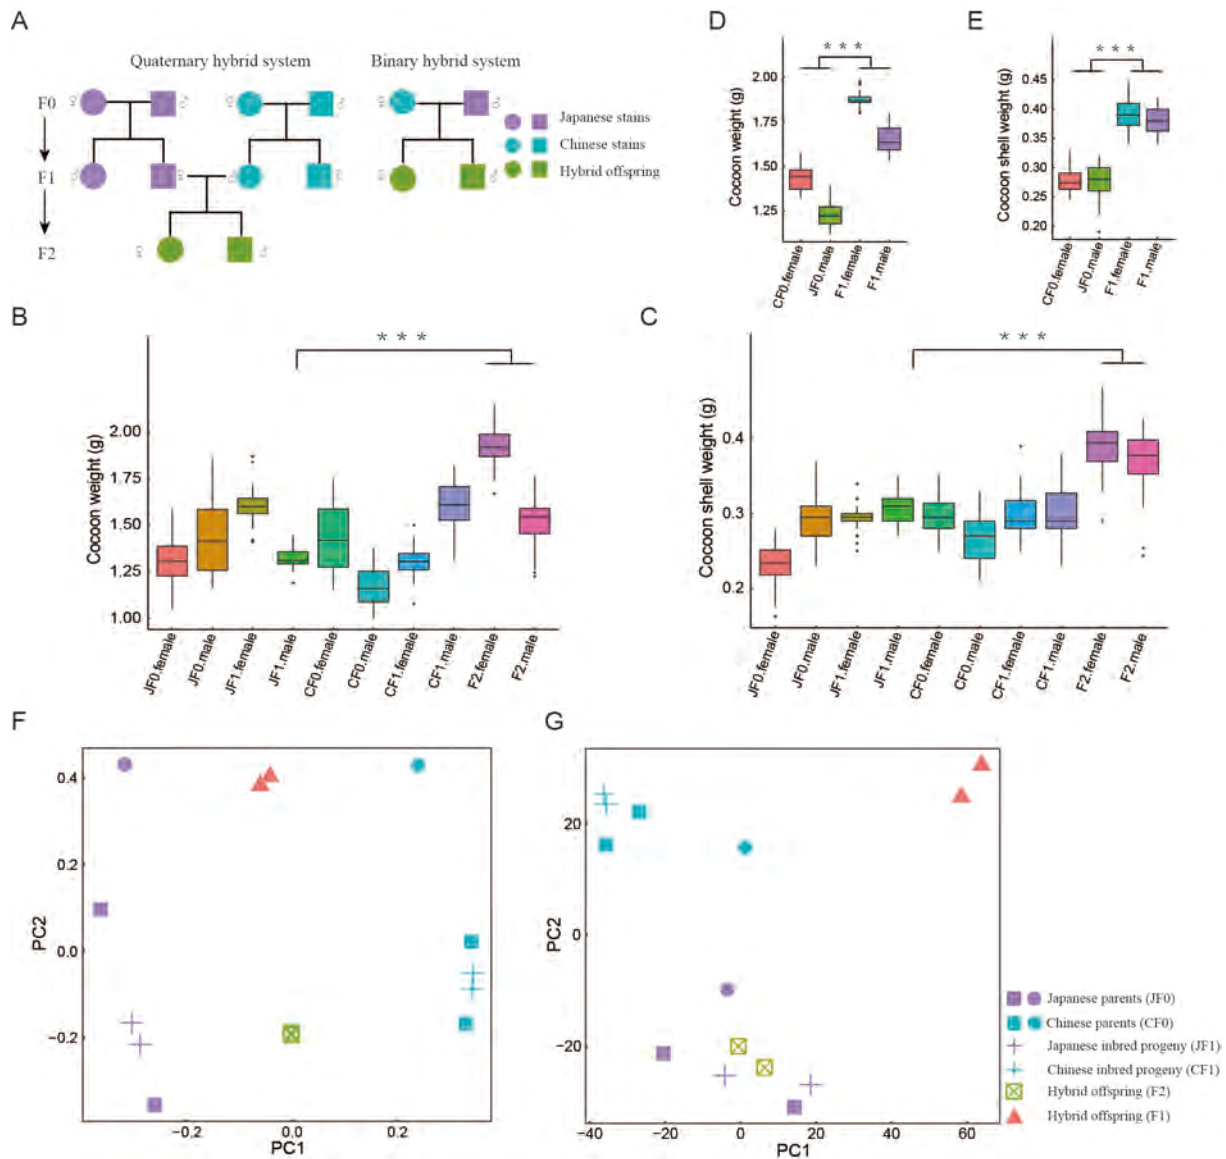 A
Quaternary hybrid system
Binary hybrid system
F0
F1
F2
Japanese stains
Chinese stains
Hybrid offspring
D
* * *
Cocoon weight (g)
2.00
1.75
1.50
1.25
CF0.female
JF0.male
F1.female
F1.male
E
* * *
Cocoon shell weight (g)
0.45
0.40
0.35
0.30
0.25
0.20
CF0.female
JF0.male
F1.female
F1.male
B
* * *
Cocoon weight (g)
2.00
1.75
1.50
1.25
1.00
JF0.female
JF0.male
JF1.female
JF1.male
CF0.female
CF0.male
CF1.female
CF1.male
F2.female
F2.male
C
* * *
Cocoon shell weight (g)
0.4
0.3
0.2
JF0.female
JF0.male
JF1.female
JF1.male
CF0.female
CF0.male
CF1.female
CF1.male
F2.female
F2.male
F
PC2
0.4
0.2
0.0
−0.2
−0.2
0.0
0.2
PC1
G
PC2
20
0
−20
−40
−20
0
20
40
60
PC1
Japanese parents (JF0)
Chinese parents (CF0)
Japanese inbred progeny (JF1)
Chinese inbred progeny (CF1)
Hybrid offspring (F2)
Hybrid offspring (F1)